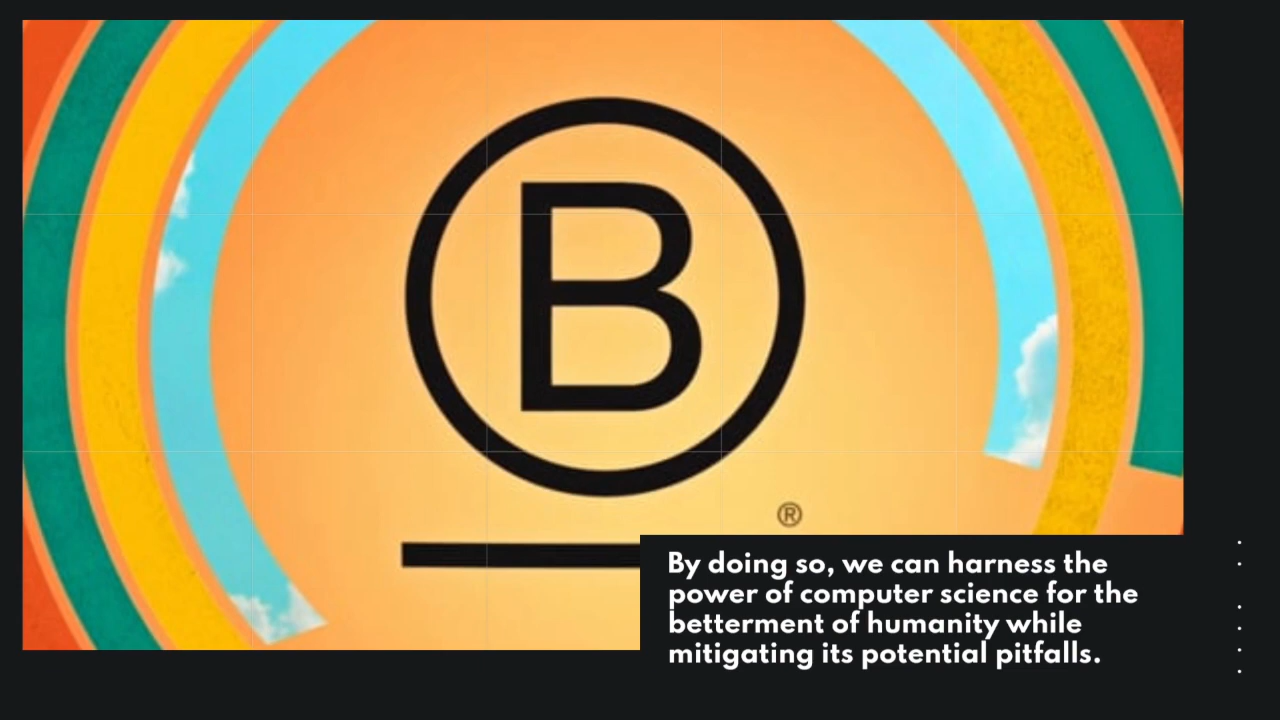 B
®
By doing so, we can harness the
power of computer science for the
betterment of humanity while
mitigating its potential pitfalls.